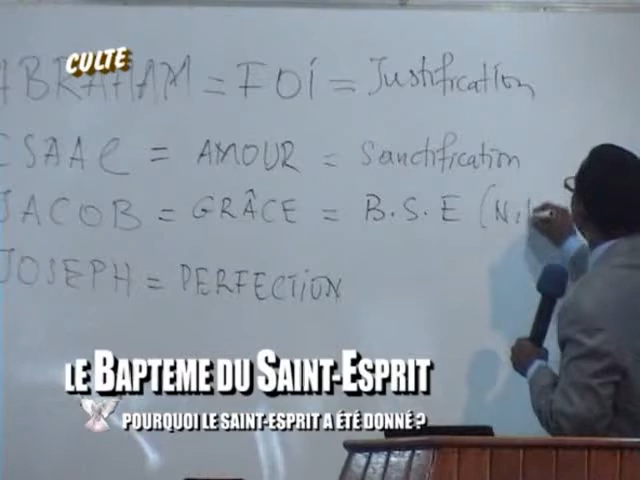 CULTE
ABRAHAM = FOI = Justification
ISAAC = AMOUR = Sanctification
JACOB = GRÂCE = B.S.E (N.
JOSEPH = PERFECTION
LE BAPTEME DU SAINT-ESPRIT
POURQUOI LE SAINT-ESPRIT A ÉTÉ DONNÉ ?